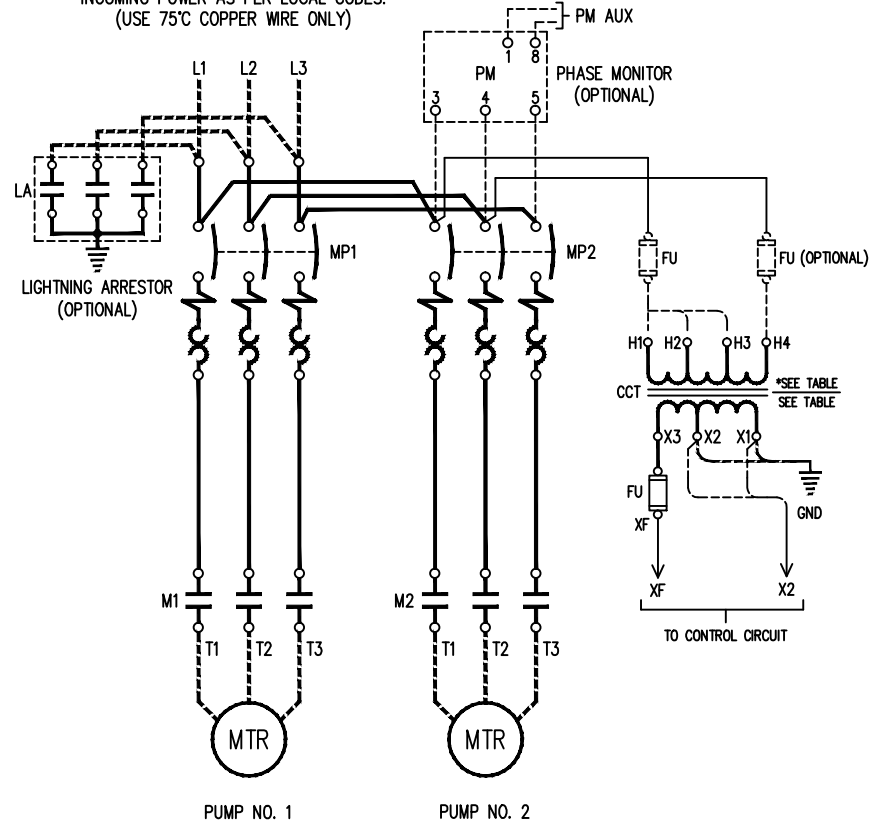 INCOMING POWER AS PER LOCAL CODES.
(USE 75°C COPPER WIRE ONLY)
PM AUX
L1 L2 L3
1 8
PM
PHASE MONITOR
(OPTIONAL)
3 4 5
LA
MP1
MP2
FU
FU (OPTIONAL)
LIGHTNING ARRESTOR
(OPTIONAL)
H1 H2 H3 H4
CCT
*SEE TABLE
SEE TABLE
X3 X2 X1
FU
XF
GND
M1
M2
XF
X2
T1 T2 T3
T1 T2 T3
TO CONTROL CIRCUIT
MTR
MTR
PUMP NO. 1
PUMP NO. 2